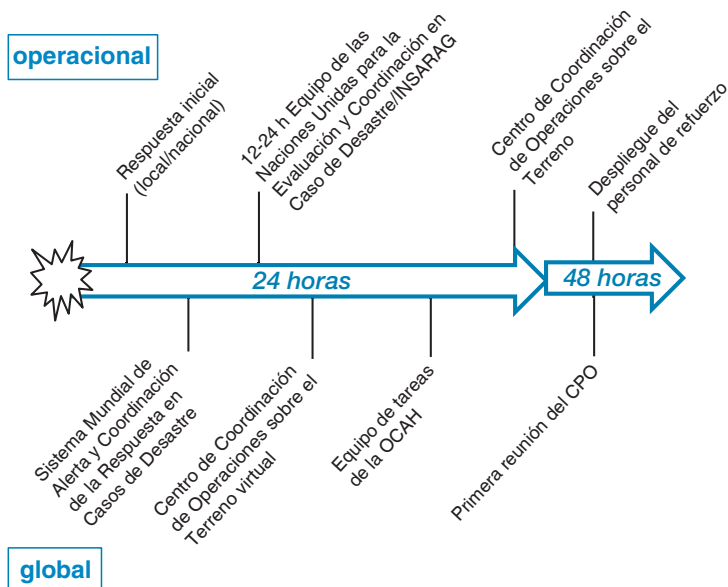 operacional
Respuesta inicial
(local/nacional)
12-24 h Equipo de las
Naciones Unidas para la
Evaluación y Coordinación en
Caso de Desastre/INSARAG
Centro de Coordinación
de Operaciones sobre el
Terreno
Despliegue del
personal de refuerzo
24 horas
48 horas
Sistema Mundial de
Alerta y Coordinación
de la Respuesta en
Casos de Desastre
Centro de Coordinación
de Operaciones sobre el
Terreno virtual
Equipo de tareas
de la OCAH
Primera reunión del CPO
global